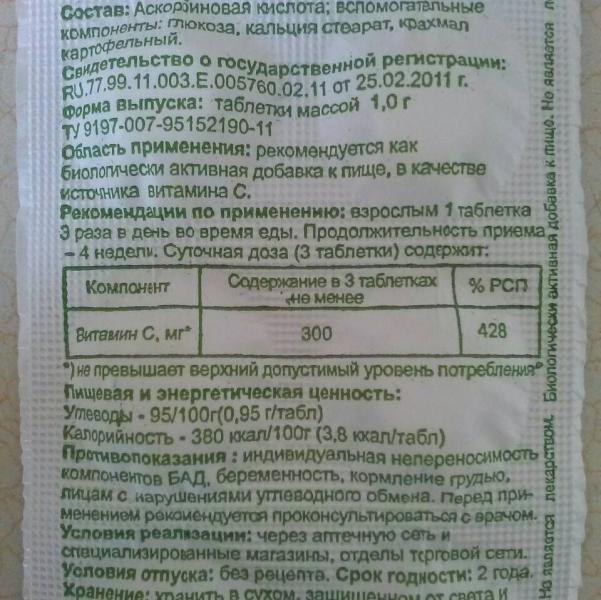 Состав: Аскорбиновая кислота; вспомогательные
компоненты: глюкоза, кальция стеарат, крахмал
картофельный.
Свидетельство о государственной регистрации:
RU.77.99.11.003.Е.005760.02.11 от 25.02.2011 г.
Форма выпуска: таблетки массой 1,0 г
ТУ 9197-007-95152190-11
Область применения: рекомендуется как
биологически активная добавка к пище, в качестве
источника витамина С.
Рекомендации по применению: взрослым 1 таблетка
3 раза в день во время еды. Продолжительность приема
– 4 недели. Суточная доза (3 таблетки) содержит:
Компонент
Содержание в 3 таблетках
,не менее
% РСП
Витамин С, мг*
300
428
*) не превышает верхний допустимый уровень потребления*
Пищевая и энергетическая ценность:
Углеводы - 95/100г(0,95 г/табл)
Калорийность - 380 ккал/100г (3,8 ккал/табл)
Противопоказания : индивидуальная непереносимость
компонентов БАД, беременность, кормление грудью,
лицам с нарушениями углеводного обмена. Перед при-
менением рекомендуется проконсультироваться с врачом.
Условия реализации: через аптечную сеть и
специализированные магазины, отделы торговой сети.
Условия отпуска: без рецепта. Срок годности: 2 года.
Хранение: хранить в сухом, защищенном от света и
Не является лекарством. Биологически активная добавка к пище. Не является